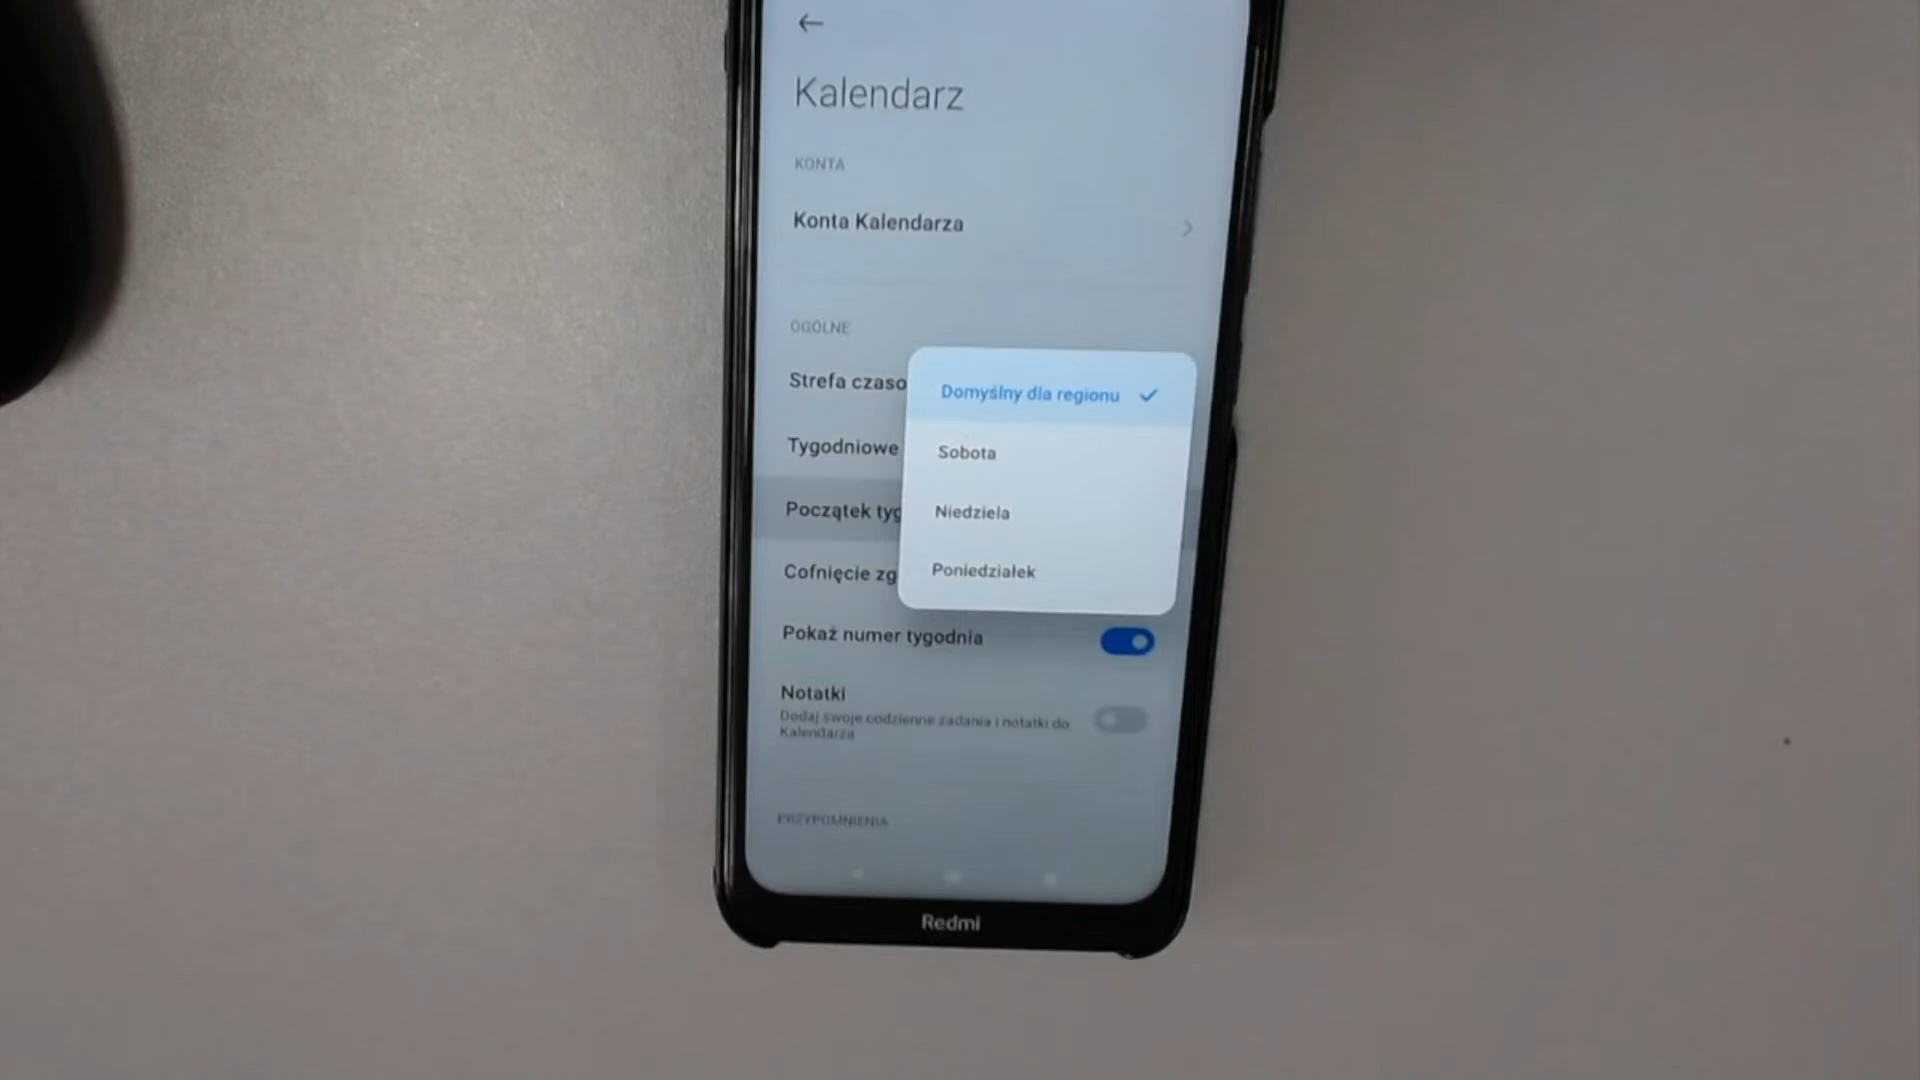 Kalendarz
KONTA
Konta Kalendarza
OGÓLNE
Strefa czaso
Domyślny dla regionu
Tygodniowe
Sobota
Początek tyg
Niedziela
Cofnięcie zg
Poniedziałek
Pokaż numer tygodnia
Notatki
Dodaj swoje codzienne zadania i notatki do
Kalendarza
PRZYPOMNIENIA
Redmi